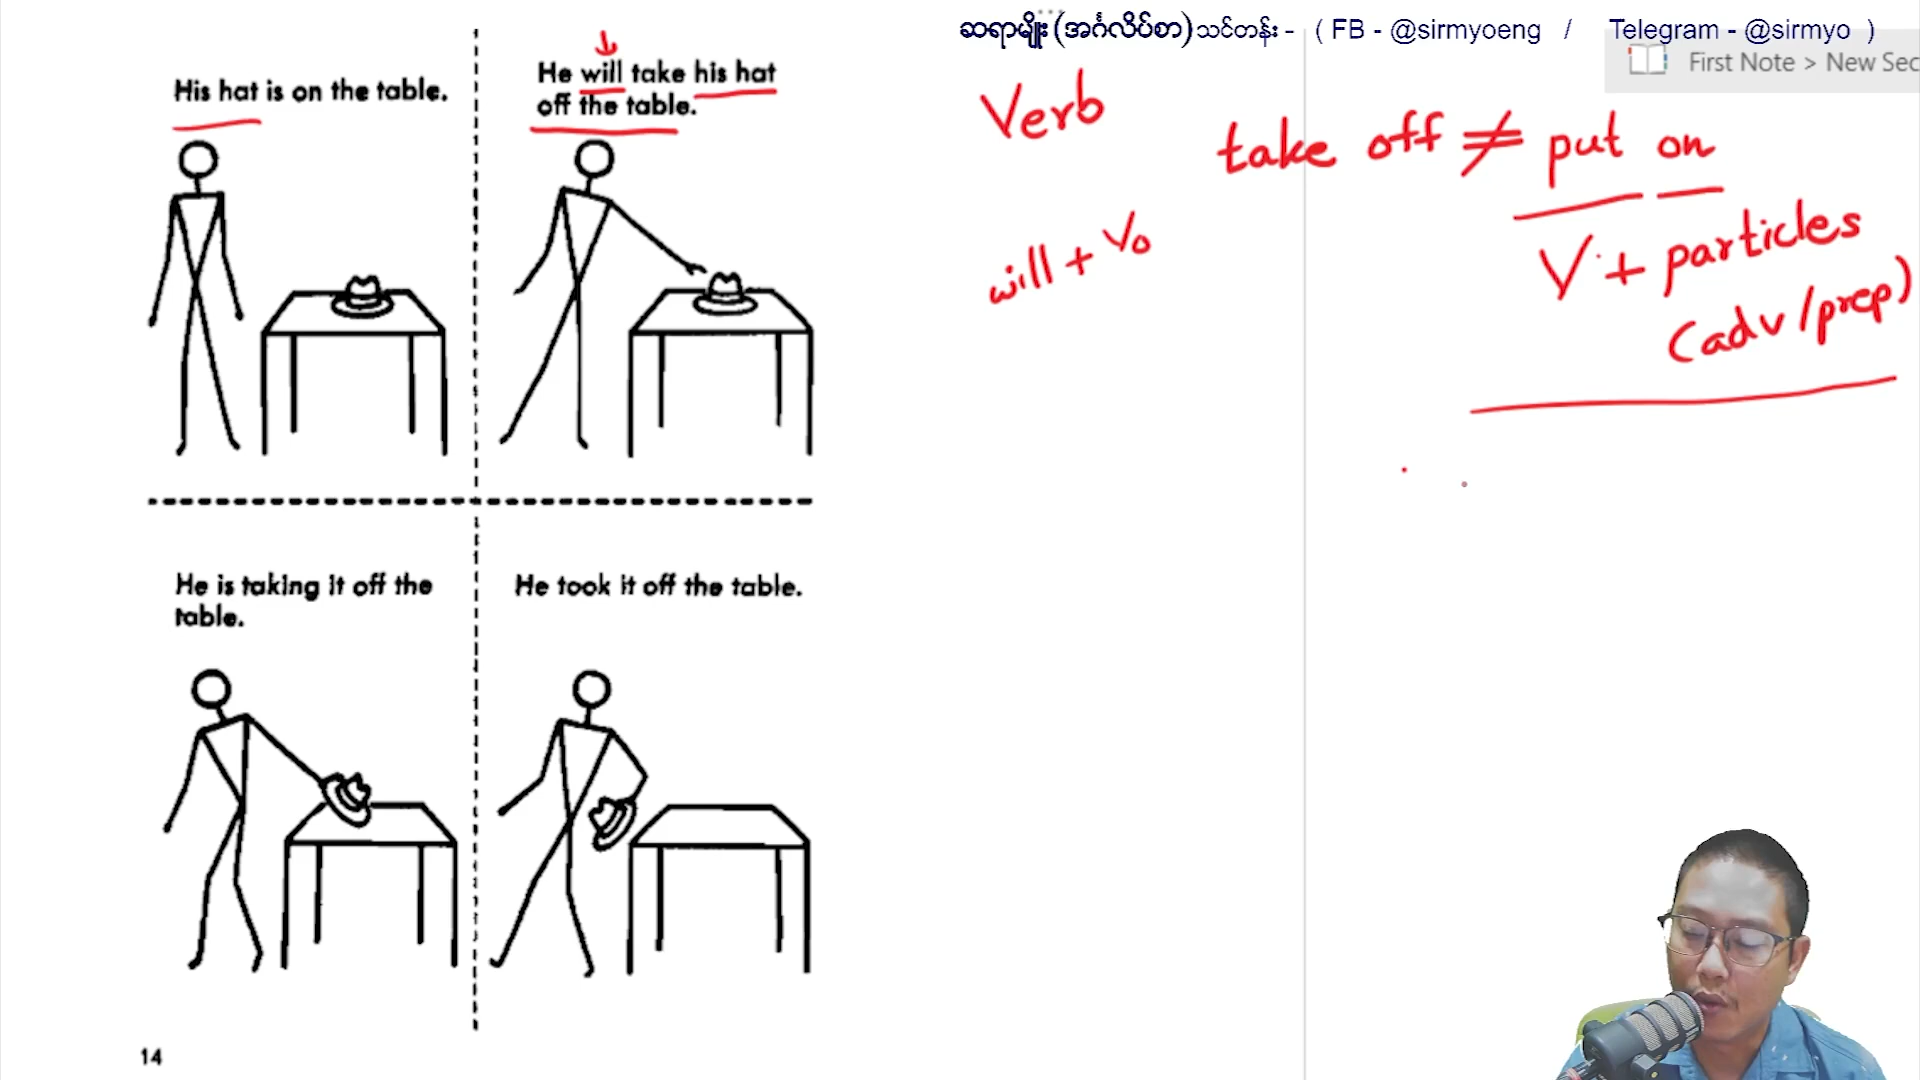 ဆရာမျိုး (အင်္ဂလိပ်စာ) သင်တန်း - ( FB - @sirmyoeng / Telegram - @sirmyo )
First Note > New Sec
His hat is on the table.
He will take his hat
off the table.
Verb
take off ≠ put on
will + V₀
V + particles
(adv/prep)
He is taking it off the
table.
He took it off the table.
14